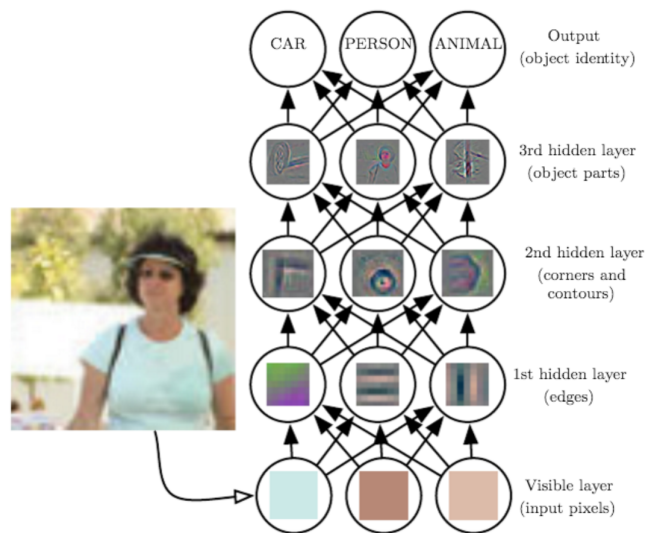 CAR PERSON ANIMAL
Output
(object identity)
3rd hidden layer
(object parts)
2nd hidden layer
(corners and
contours)
1st hidden layer
(edges)
Visible layer
(input pixels)